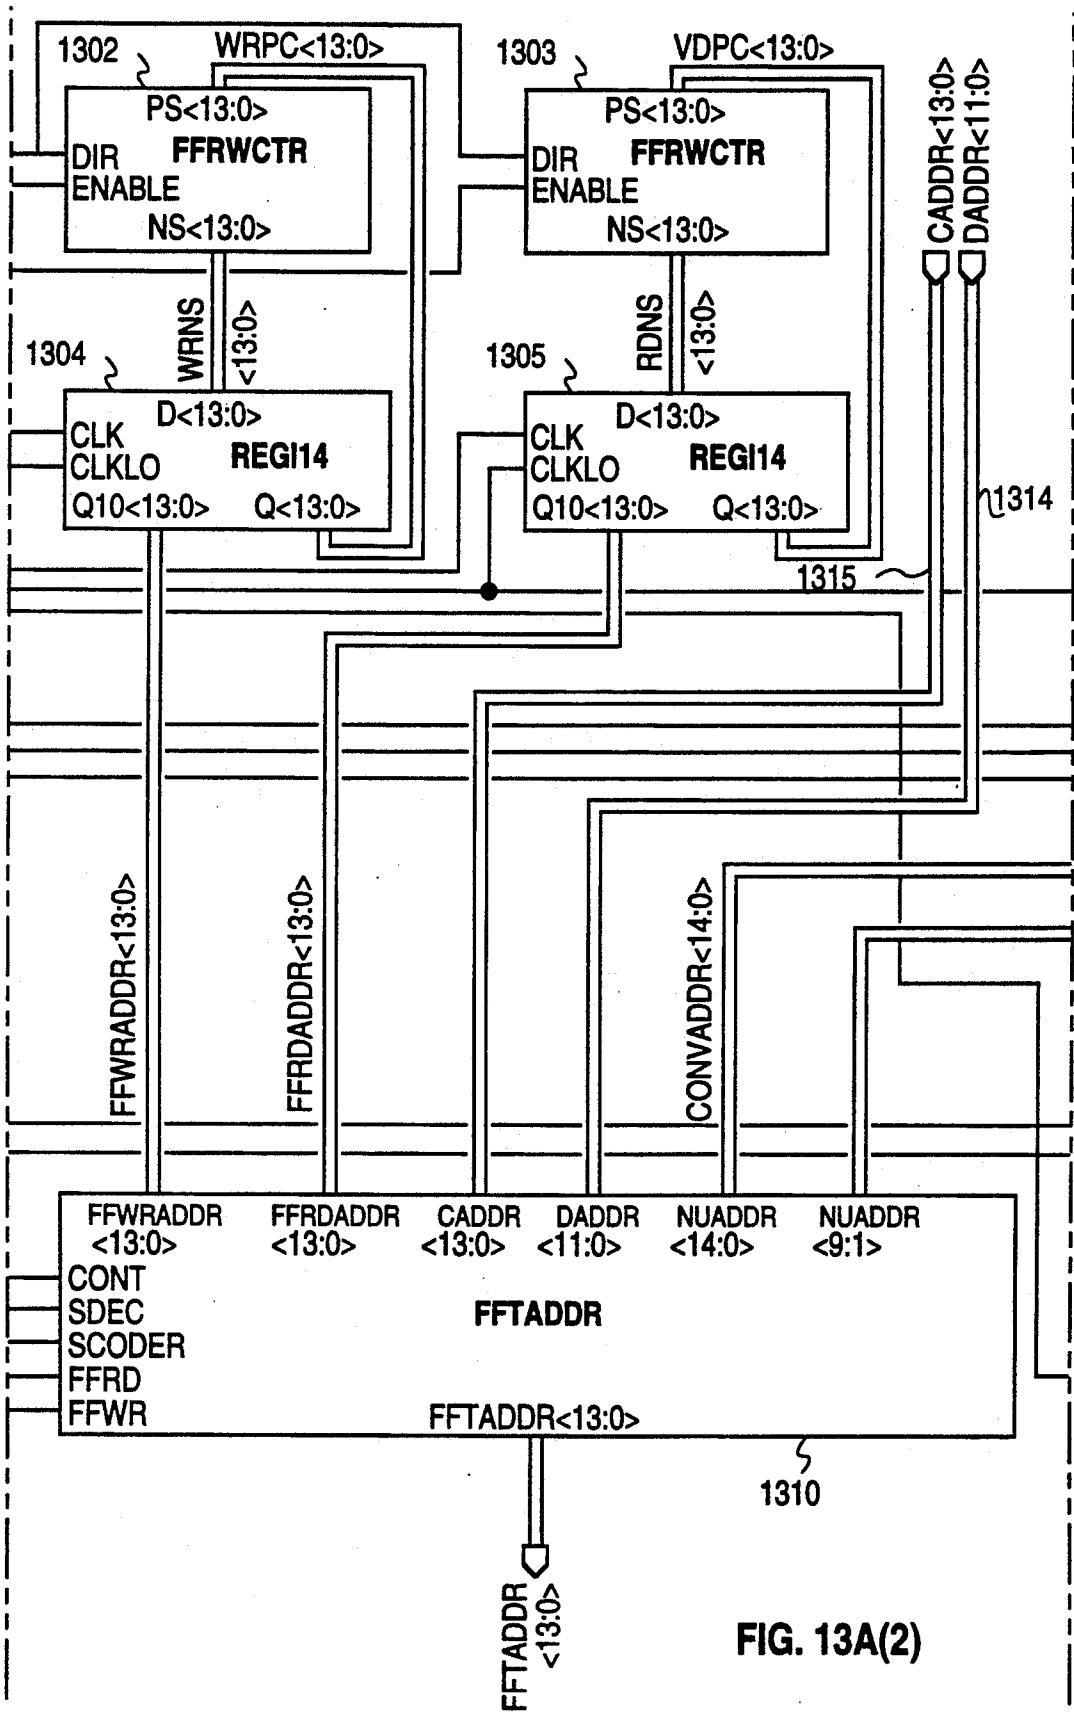 1302
WRPC<13:0>
1303
VDPC<13:0>
CADDR<13:0>
DADDR<11:0>
PS<13:0>
FFRWCTR
DIR
ENABLE
NS<13:0>
PS<13:0>
FFRWCTR
DIR
ENABLE
NS<13:0>
WRNS
<13:0>
RDNS
<13:0>
1304
1305
D<13:0>
CLK
REGI14
CLKLO
Q10<13:0>
Q<13:0>
D<13:0>
CLK
REGI14
CLKLO
Q10<13:0>
Q<13:0>
1314
1315
FFWRADDR<13:0>
FFRDADDR<13:0>
CONVADDR<14:0>
FFWRADDR
<13:0>
FFRDADDR
<13:0>
CADDR
<13:0>
DADDR
<11:0>
NUADDR
<14:0>
NUADDR
<9:1>
CONT
SDEC
SCODER
FFRD
FFWR
FFTADDR
FFTADDR<13:0>
1310
FFTADDR
<13:0>
FIG. 13A(2)